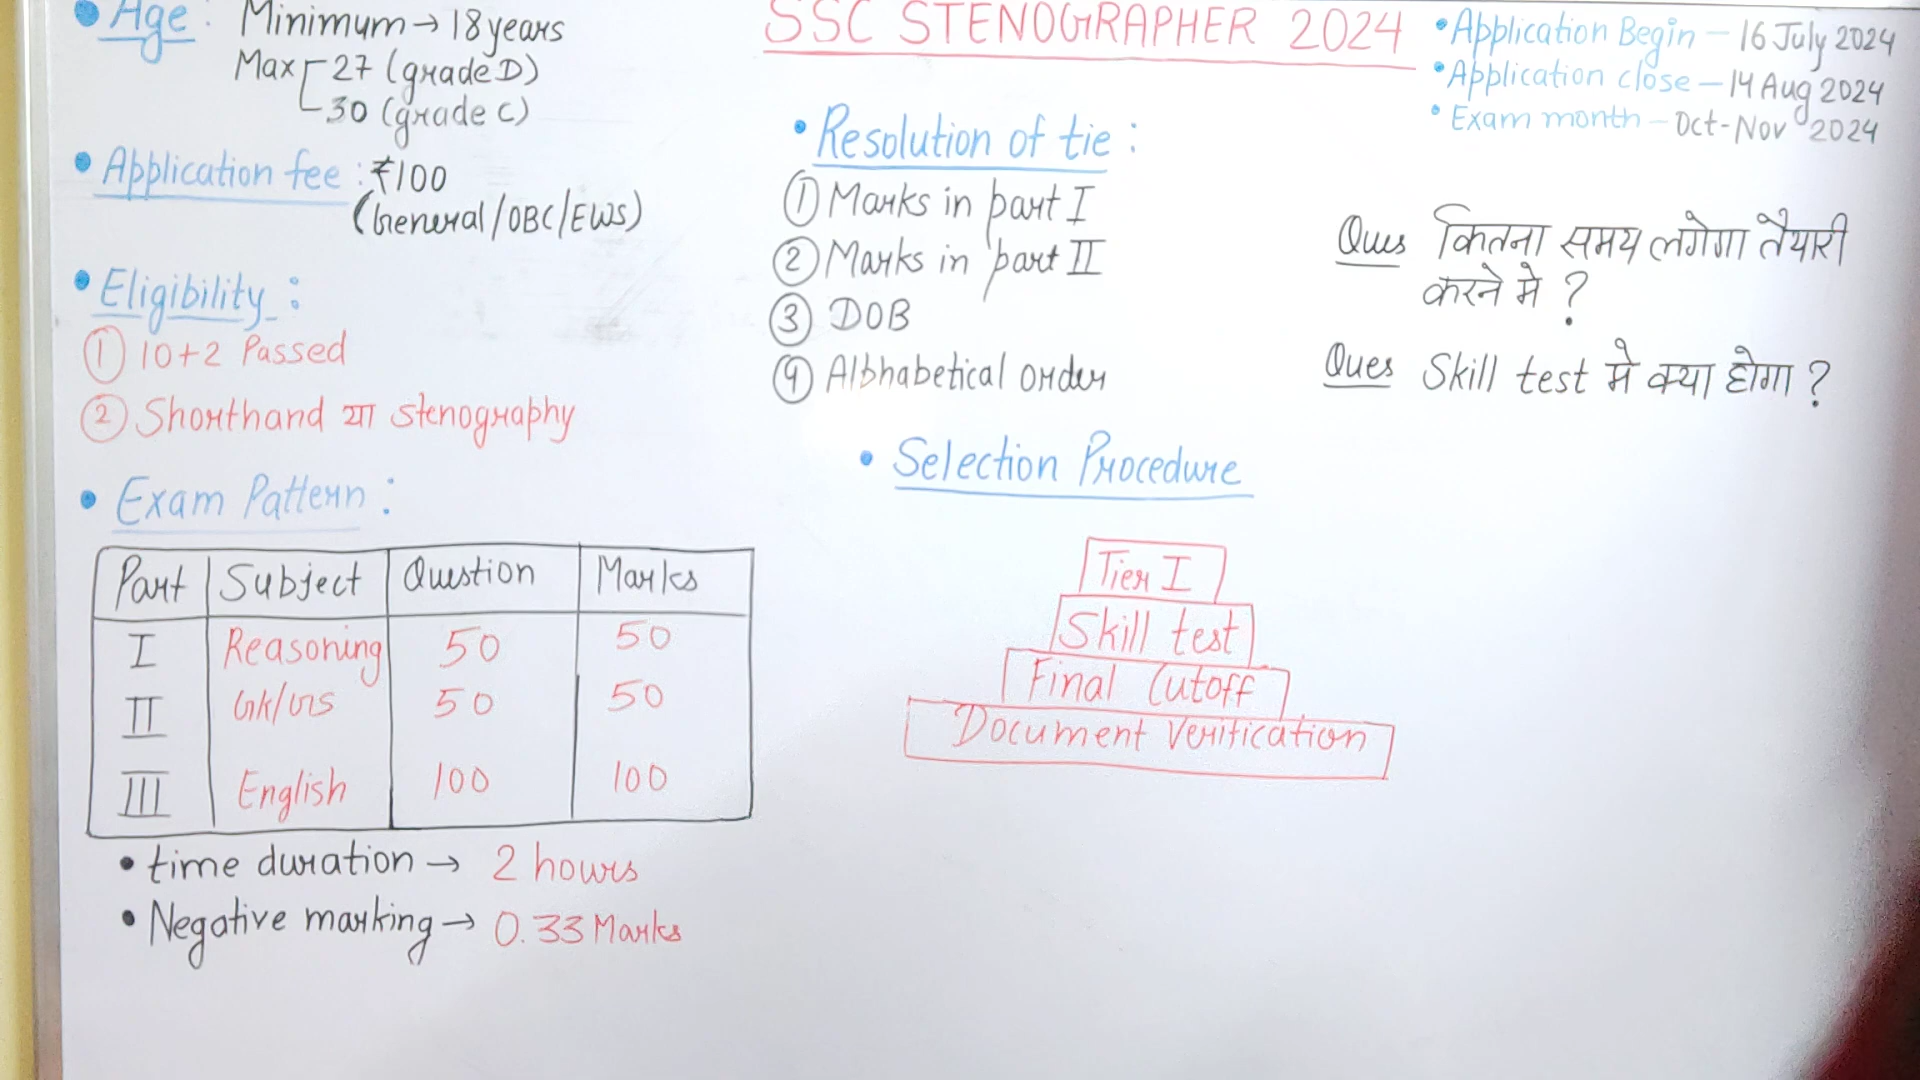 SSC STENOGRAPHER 2024
• Age : Minimum → 18 years
Max 27 (grade D)
30 (grade C)
• Application fee : ₹100
(General/OBC/EWS)
• Eligibility :
① 10+2 Passed
② Shorthand या stenography
• Exam Pattern :
Part Subject Question Marks
I Reasoning 50 50
II GK/GS 50 50
III English 100 100
• time duration → 2 hours
• Negative marking → 0.33 Marks
• Resolution of tie :
① Marks in part I
② Marks in part II
③ DOB
④ Alphabetical order
• Selection Procedure
Tier I
Skill test
Final Cutoff
Document Verification
• Application Begin – 16 July 2024
• Application close – 14 Aug 2024
• Exam month – Oct-Nov 2024
Ques कितना समय लगेगा तैयारी
करने मे ?
Ques Skill test मे क्या होगा ?